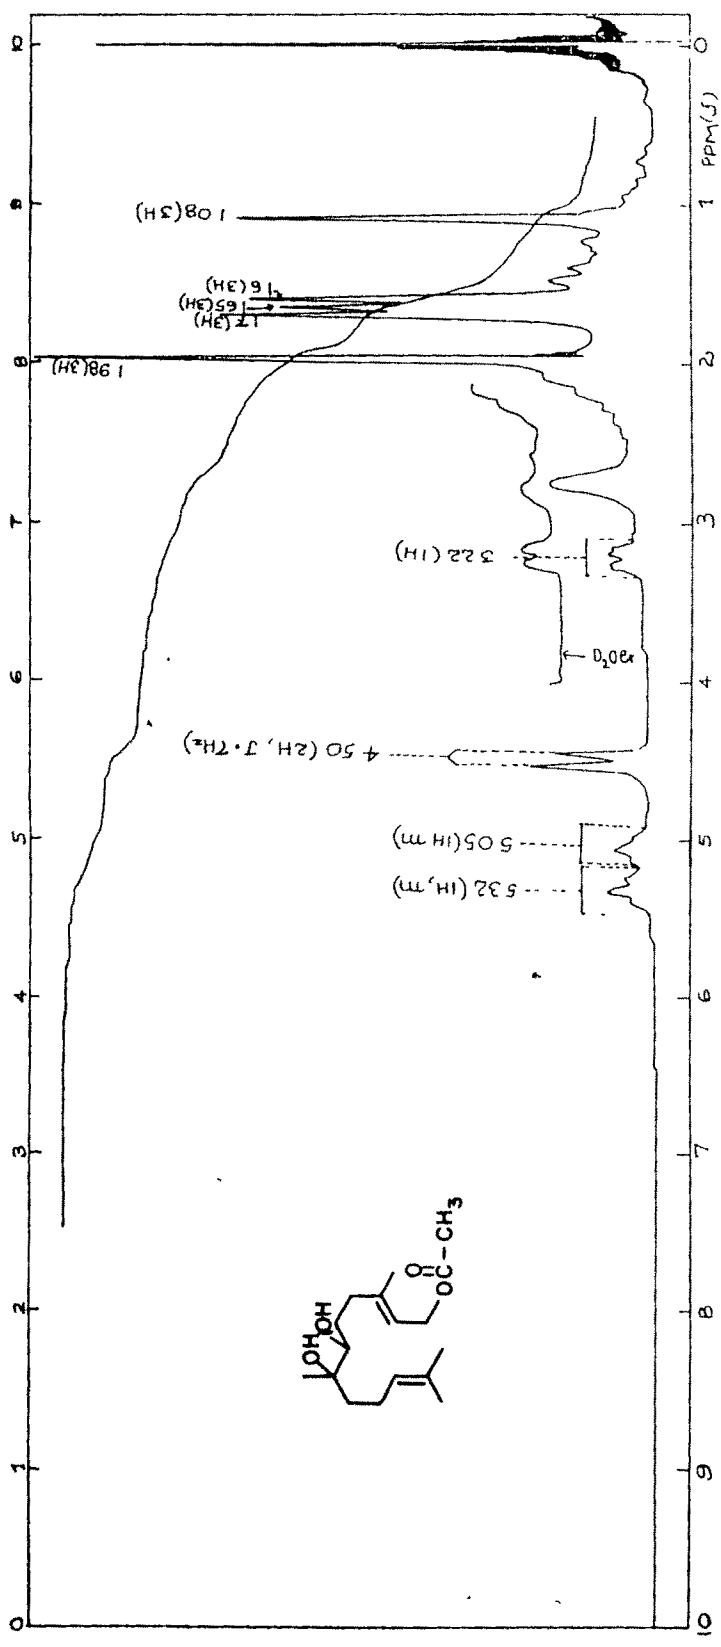 10
9
8
7
6
5
4
3
2
1
0
1.08(3H)
1.6(3H)
1.65(3H)
1.7(3H)
1.98(3H)
3.22 (1H)
D₂O ex
4.50 (2H, J=7Hz)
5.05 (1H m)
5.32 (1H, m)
OH
OH
O
OC-CH₃
0
1
2
3
4
5
6
7
8
9
10
PPM(δ)